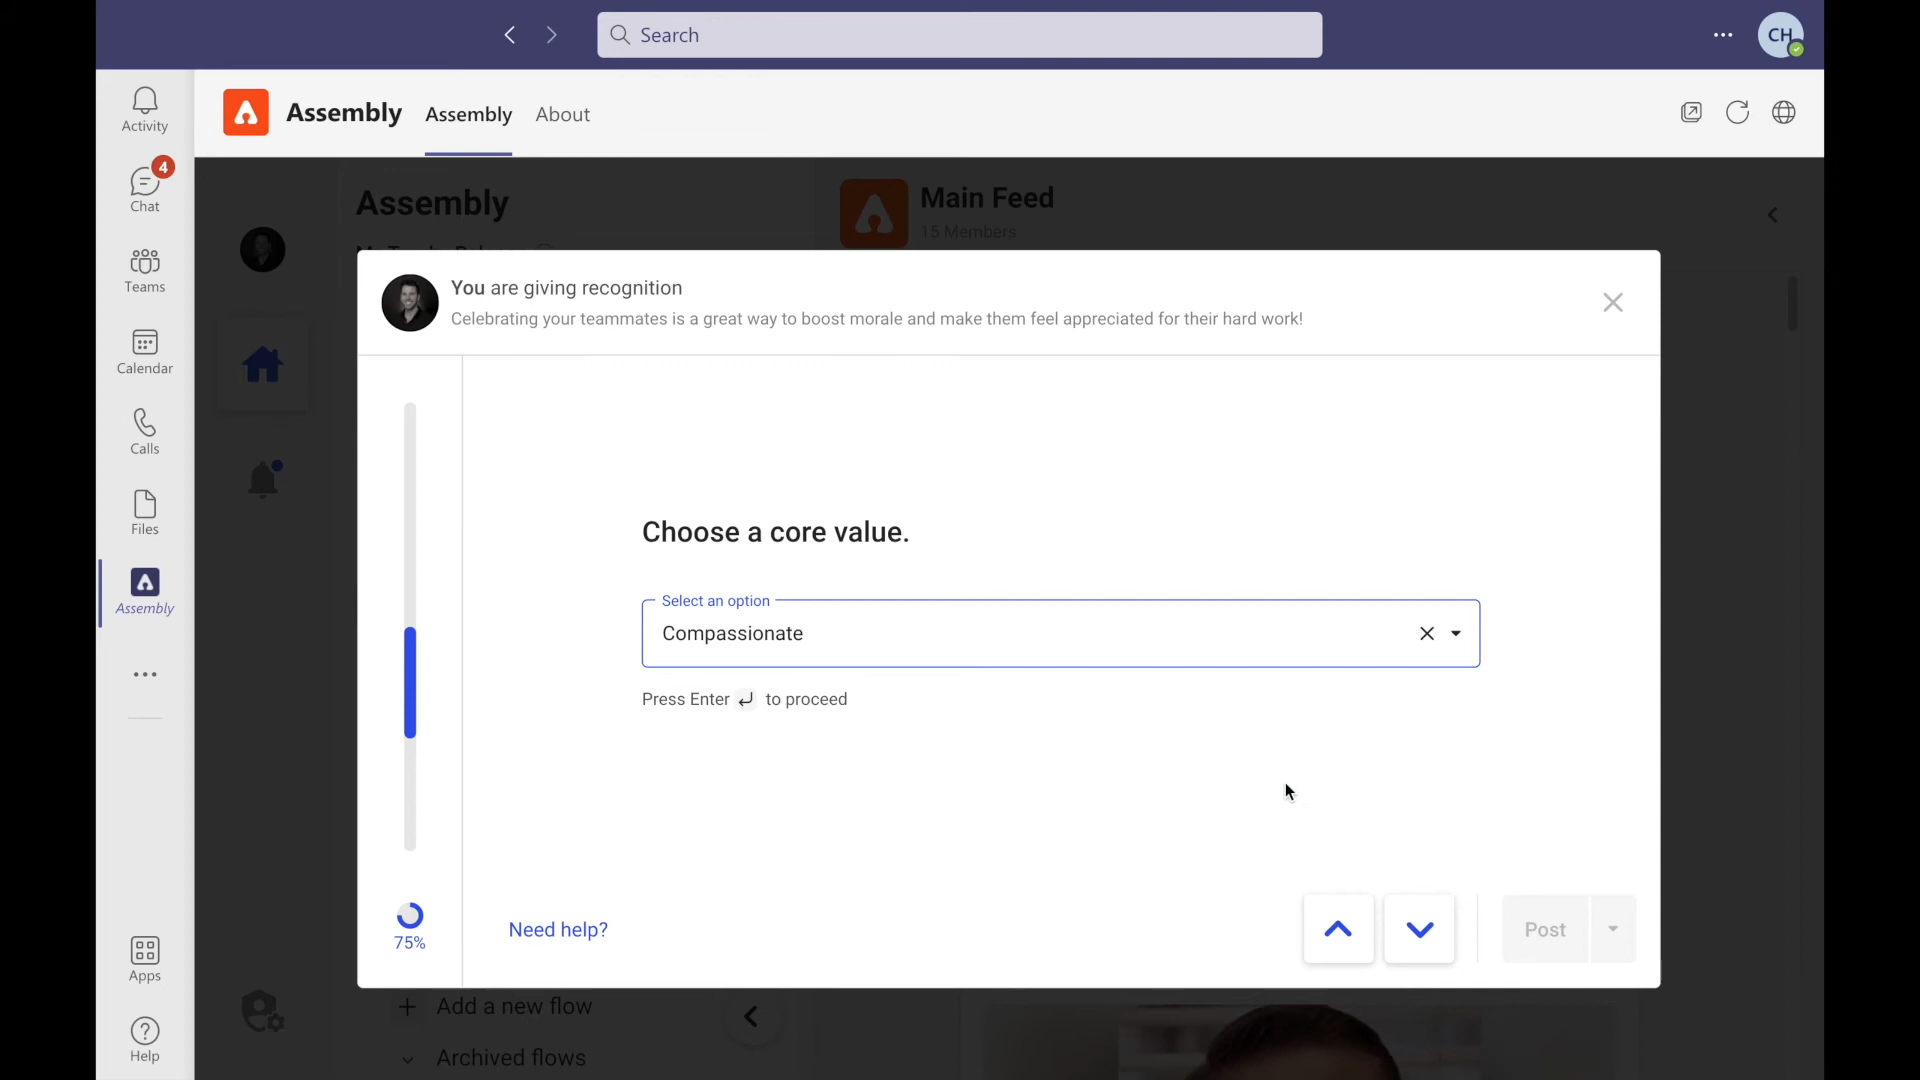 Search
CH
Activity
4
Chat
Teams
Calendar
Calls
Files
Assembly
Apps
Help
Assembly
Assembly
About
Assembly
Main Feed
15 Members
You are giving recognition
Celebrating your teammates is a great way to boost morale and make them feel appreciated for their hard work!
Choose a core value.
Select an option
Compassionate
Press Enter to proceed
75%
Need help?
Post
Add a new flow
Archived flows